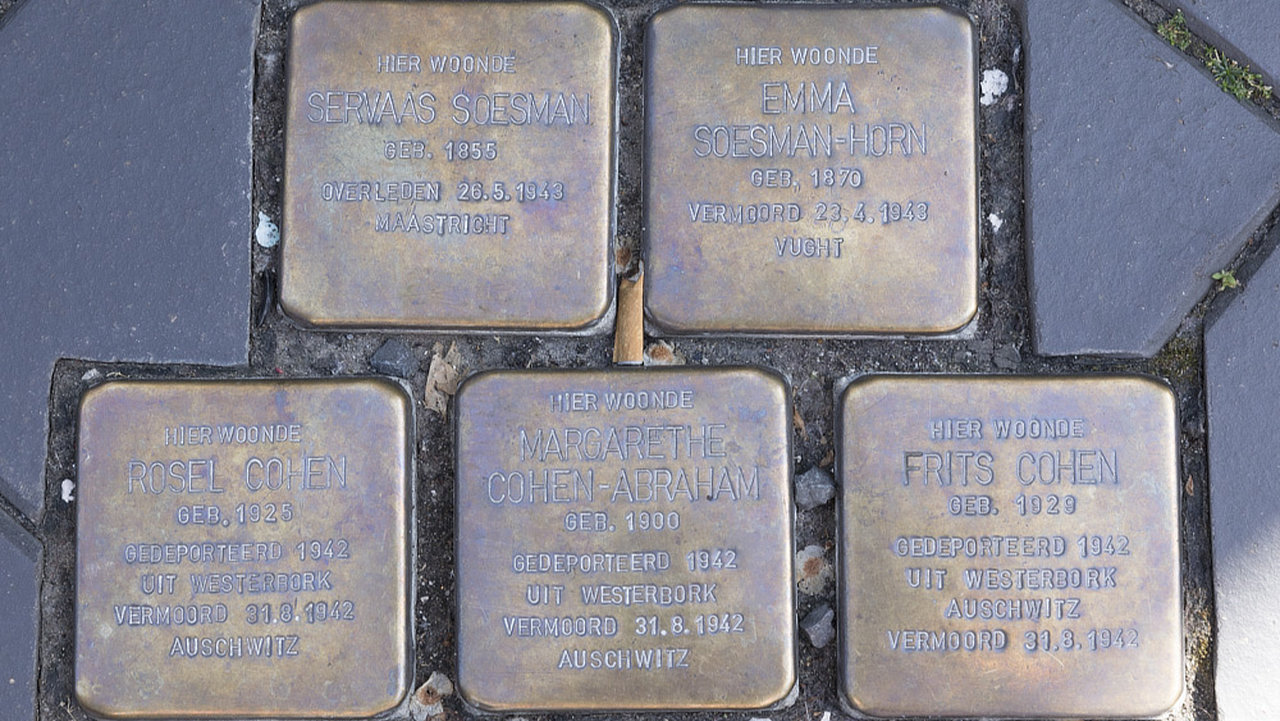 HIER WOONDE
SERVAAS SOESMAN
GEB. 1855
OVERLEDEN 26.5.1943
MAASTRICHT
HIER WOONDE
EMMA
SOESMAN-HORN
GEB. 1870
VERMOORD 23.4.1943
VUGHT
HIER WOONDE
ROSEL COHEN
GEB. 1925
GEDEPORTEERD 1942
UIT WESTERBORK
VERMOORD 31.8.1942
AUSCHWITZ
HIER WOONDE
MARGARETHE
COHEN-ABRAHAM
GEB. 1900
GEDEPORTEERD 1942
UIT WESTERBORK
VERMOORD 31.8.1942
AUSCHWITZ
HIER WOONDE
FRITS COHEN
GEB. 1929
GEDEPORTEERD 1942
UIT WESTERBORK
AUSCHWITZ
VERMOORD 31.8.1942